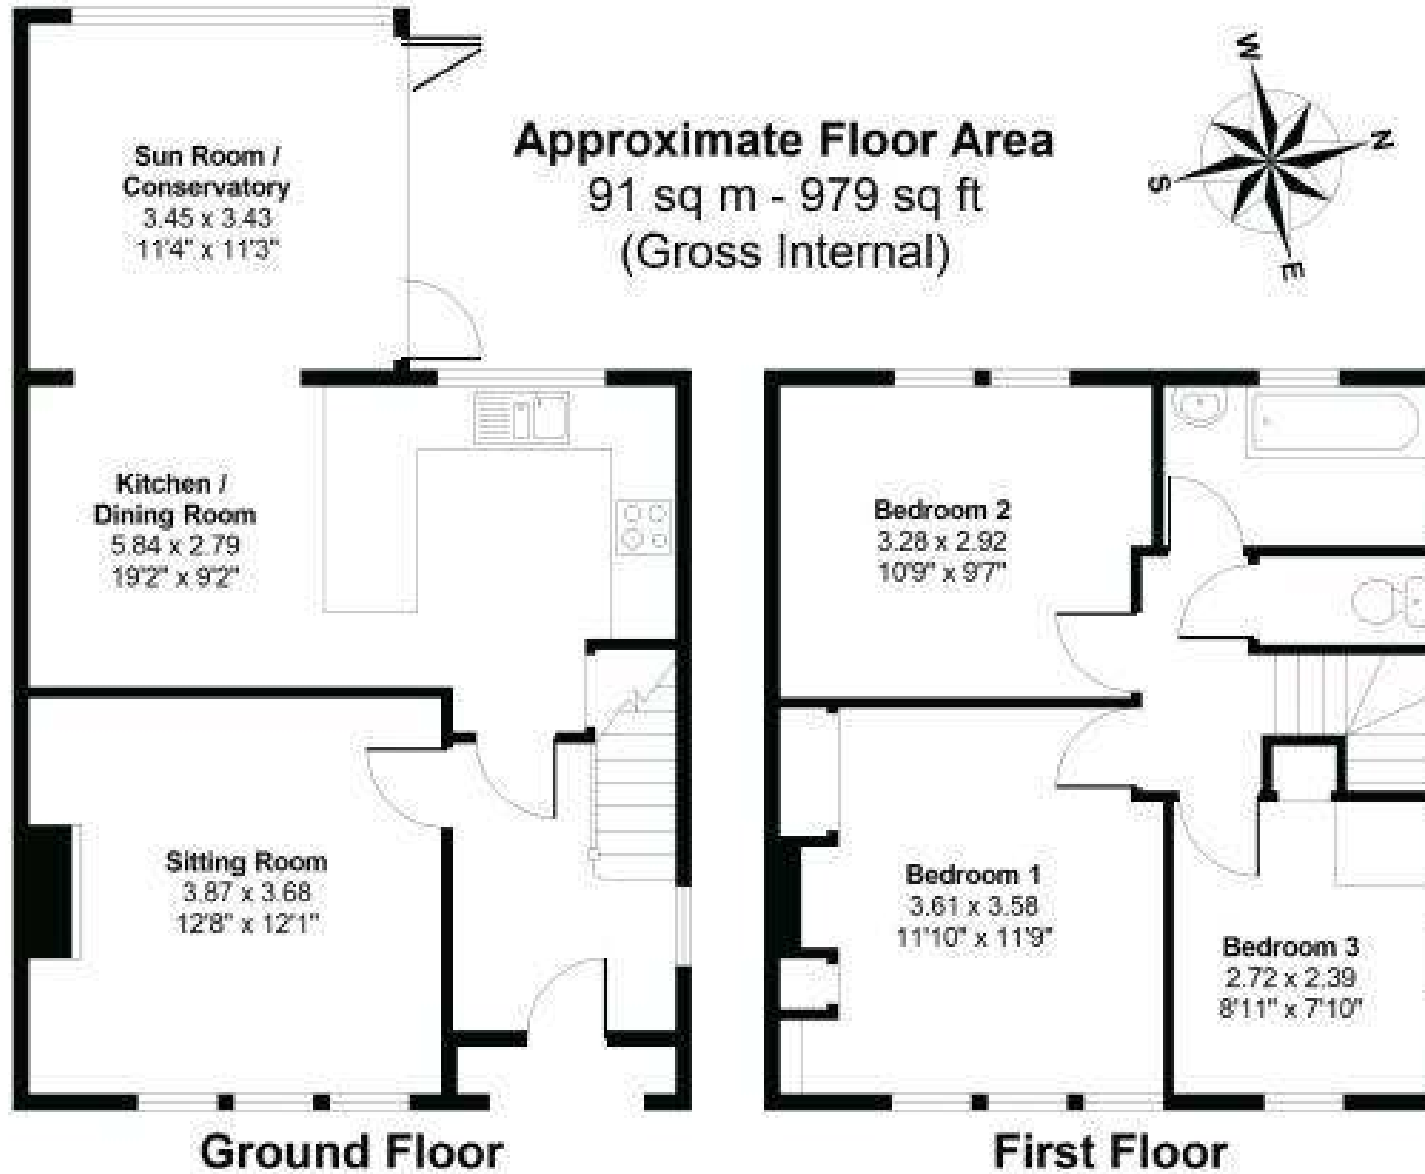 Sun Room /
Conservatory
3.45 x 3.43
11'4" x 11'3"
Approximate Floor Area
91 sq m - 979 sq ft
(Gross Internal)
W
N
S
E
Kitchen /
Dining Room
5.84 x 2.79
19'2" x 9'2"
Bedroom 2
3.28 x 2.92
10'9" x 9'7"
Sitting Room
3.87 x 3.68
12'8" x 12'1"
Bedroom 1
3.61 x 3.58
11'10" x 11'9"
Bedroom 3
2.72 x 2.39
8'11" x 7'10"
Ground Floor
First Floor